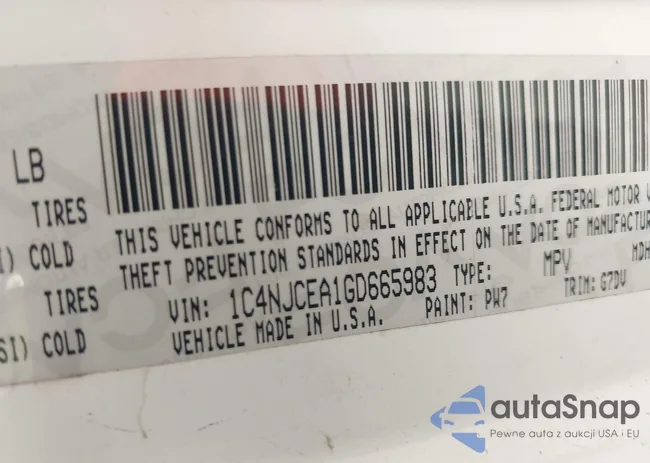 LB
TIRES
I) COLD
TIRES
SI) COLD
THIS VEHICLE CONFORMS TO ALL APPLICABLE U.S.A. FEDERAL MOTOR V
THEFT PREVENTION STANDARDS IN EFFECT ON THE DATE OF MANUFACTUR
VIN: 1C4NJCEA1GD665983 TYPE: MPV MDH
VEHICLE MADE IN U.S.A. PAINT: PW7 TRIM: G7DV
autaSnap
Pewne auta z aukcji USA i EU